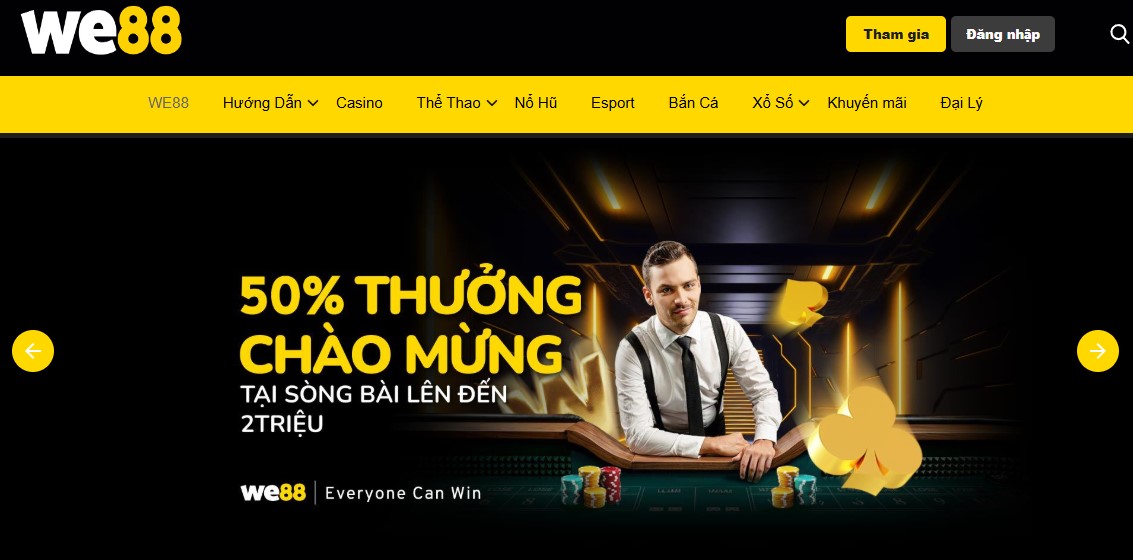 we88
Tham gia
Đăng nhập
WE88
Hướng Dẫn
Casino
Thể Thao
Nổ Hũ
Esport
Bắn Cá
Xổ Số
Khuyến mãi
Đại Lý
50% THƯỞNG
CHÀO MỪNG
TẠI SÒNG BÀI LÊN ĐẾN
2TRIỆU
we88 | Everyone Can Win